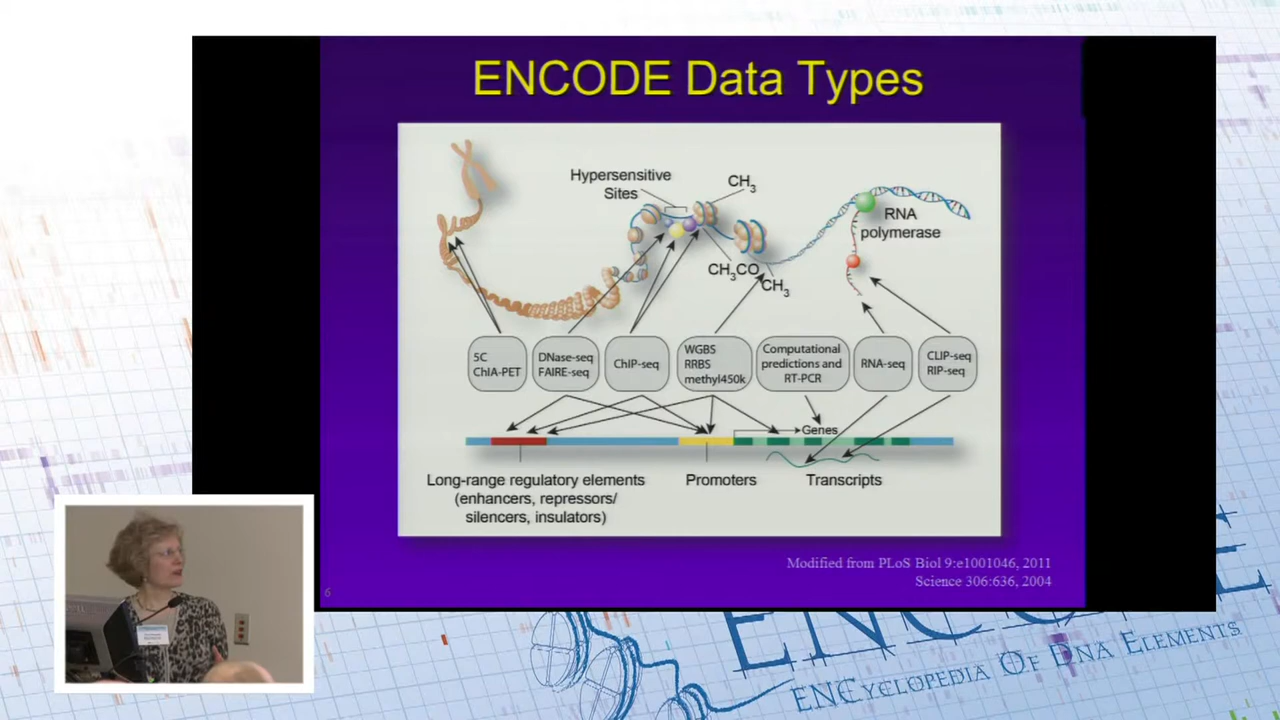 ENCODE Data Types
Hypersensitive
Sites
CH3
RNA
polymerase
CH3CO
CH3
5C
ChIA-PET
DNase-seq
FAIRE-seq
ChIP-seq
WGBS
RRBS
methyl450k
Computational
predictions and
RT-PCR
RNA-seq
CLIP-seq
RIP-seq
Genes
Long-range regulatory elements
(enhancers, repressors/
silencers, insulators)
Promoters
Transcripts
Modified from PLoS Biol 9:e1001046, 2011
Science 306:636, 2004
6
ENCODE
ENCYCLOPEDIA OF DNA ELEMENTS